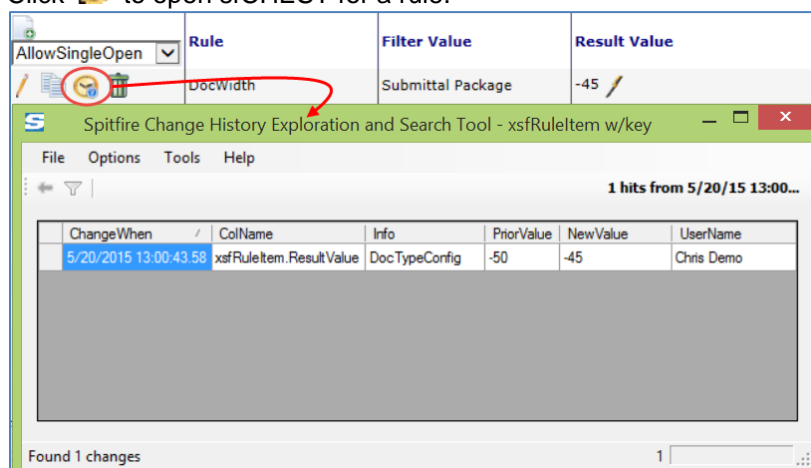 Click to open sfCHEST for a rule.
AllowSingleOpen Rule Filter Value Result Value
DocWidth Submittal Package -45
Spitfire Change History Exploration and Search Tool - xsfRuleItem w/key
File Options Tools Help
1 hits from 5/20/15 13:00...
ChangeWhen / ColName Info PriorValue NewValue UserName
5/20/2015 13:00:43.58 xsfRuleItem.ResultValue DocTypeConfig -50 -45 Chris Demo
Found 1 changes 1